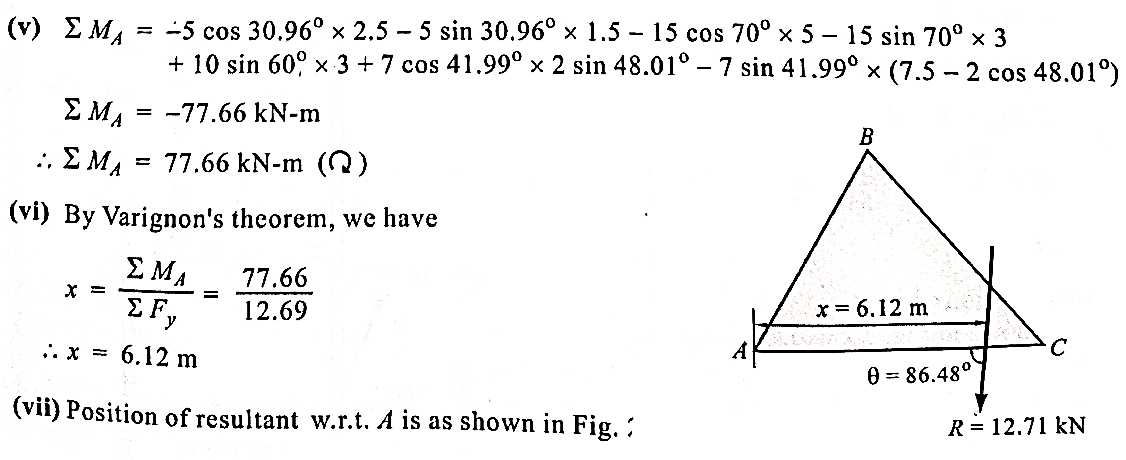 (v) Σ M_A = –5 cos 30.96° × 2.5 – 5 sin 30.96° × 1.5 – 15 cos 70° × 5 – 15 sin 70° × 3
+ 10 sin 60° × 3 + 7 cos 41.99° × 2 sin 48.01° – 7 sin 41.99° × (7.5 – 2 cos 48.01°)
Σ M_A = –77.66 kN-m
∴ Σ M_A = 77.66 kN-m (↻)
(vi) By Varignon's theorem, we have
x = Σ M_A / Σ F_y = 77.66 / 12.69
∴ x = 6.12 m
(vii) Position of resultant w.r.t. A is as shown in Fig.
B
x = 6.12 m
A
C
θ = 86.48°
R = 12.71 kN